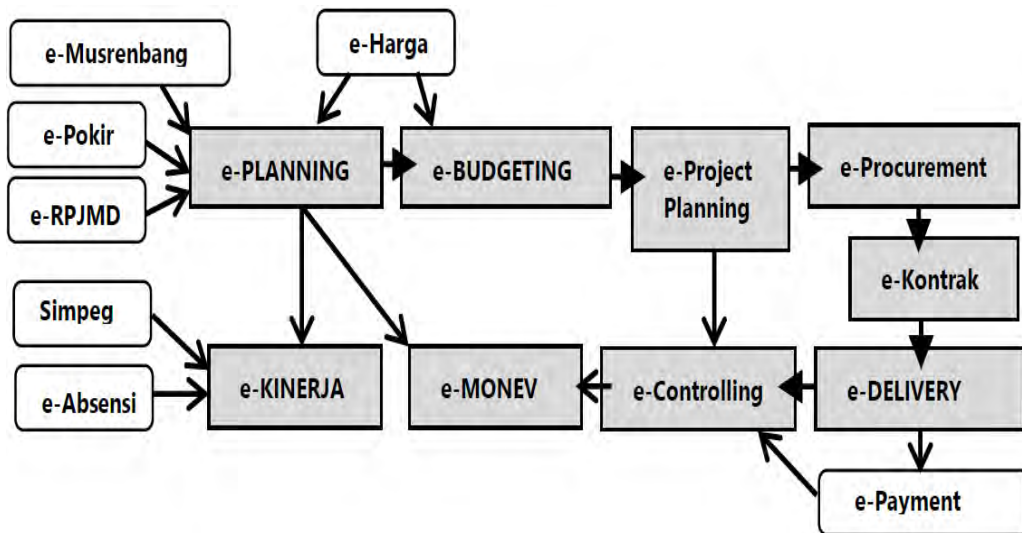 e-Musrenbang
e-Harga
e-Pokir
e-RPJMD
e-PLANNING
e-BUDGETING
e-Project
Planning
e-Procurement
e-Kontrak
Simpeg
e-Absensi
e-KINERJA
e-MONEV
e-Controlling
e-DELIVERY
e-Payment